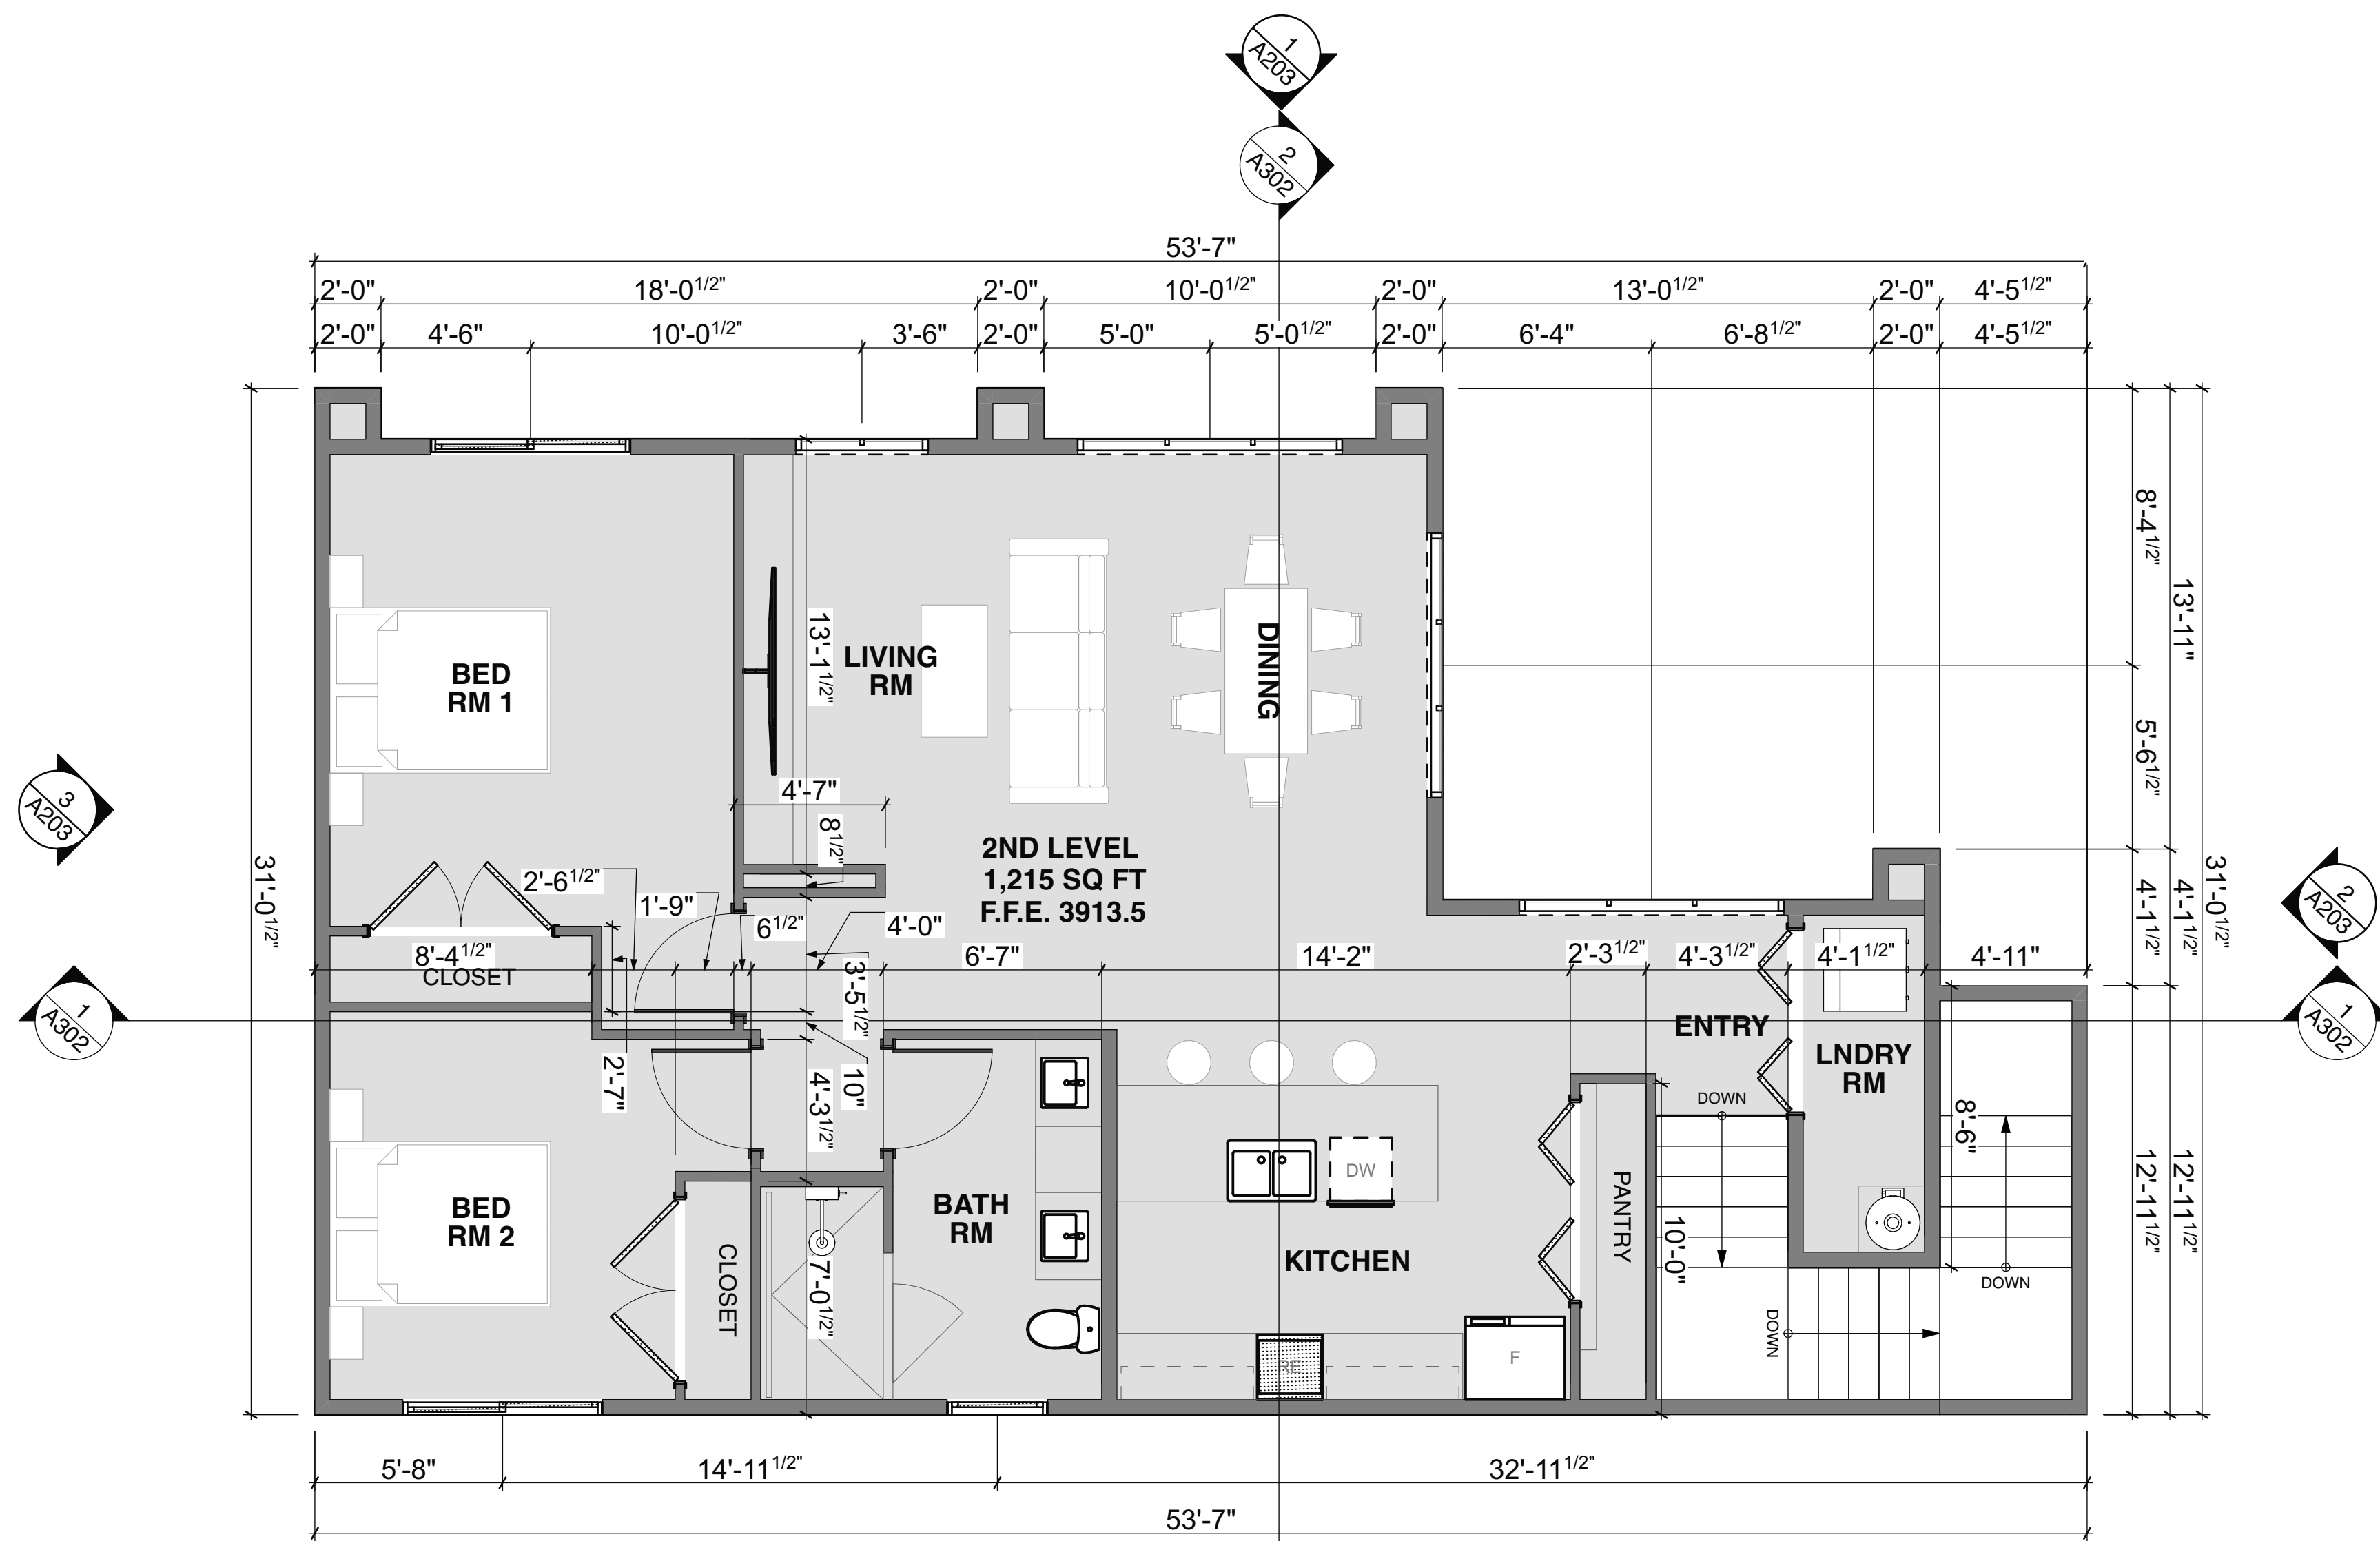 1
A203
2
A302
53'-7"
2'-0"
18'-0 1/2"
2'-0"
10'-0 1/2"
2'-0"
13'-0 1/2"
2'-0"
4'-5 1/2"
2'-0"
4'-6"
10'-0 1/2"
3'-6"
2'-0"
5'-0"
5'-0 1/2"
2'-0"
6'-4"
6'-8 1/2"
2'-0"
4'-5 1/2"
8'-4 1/2"
13'-11"
5'-6 1/2"
13'-1 1/2"
LIVING
RM
DINING
BED
RM 1
3
A203
4'-7"
8 1/2"
2ND LEVEL
1,215 SQ FT
F.F.E. 3913.5
31'-0 1/2"
2'-6 1/2"
1'-9"
6 1/2"
4'-0"
4'-1 1/2"
4'-1 1/2"
31'-0 1/2"
2
A203
8'-4 1/2"
CLOSET
6'-7"
14'-2"
2'-3 1/2"
4'-3 1/2"
4'-1 1/2"
4'-11"
3'-5 1/2"
1
A302
ENTRY
LNDRY
RM
1
A302
2'-7"
4'-3 1/2"
10"
DOWN
8'-6"
DW
PANTRY
12'-11 1/2"
12'-11 1/2"
BED
RM 2
BATH
RM
CLOSET
7'-0 1/2"
KITCHEN
10'-0"
DOWN
DOWN
RE
F
5'-8"
14'-11 1/2"
32'-11 1/2"
53'-7"